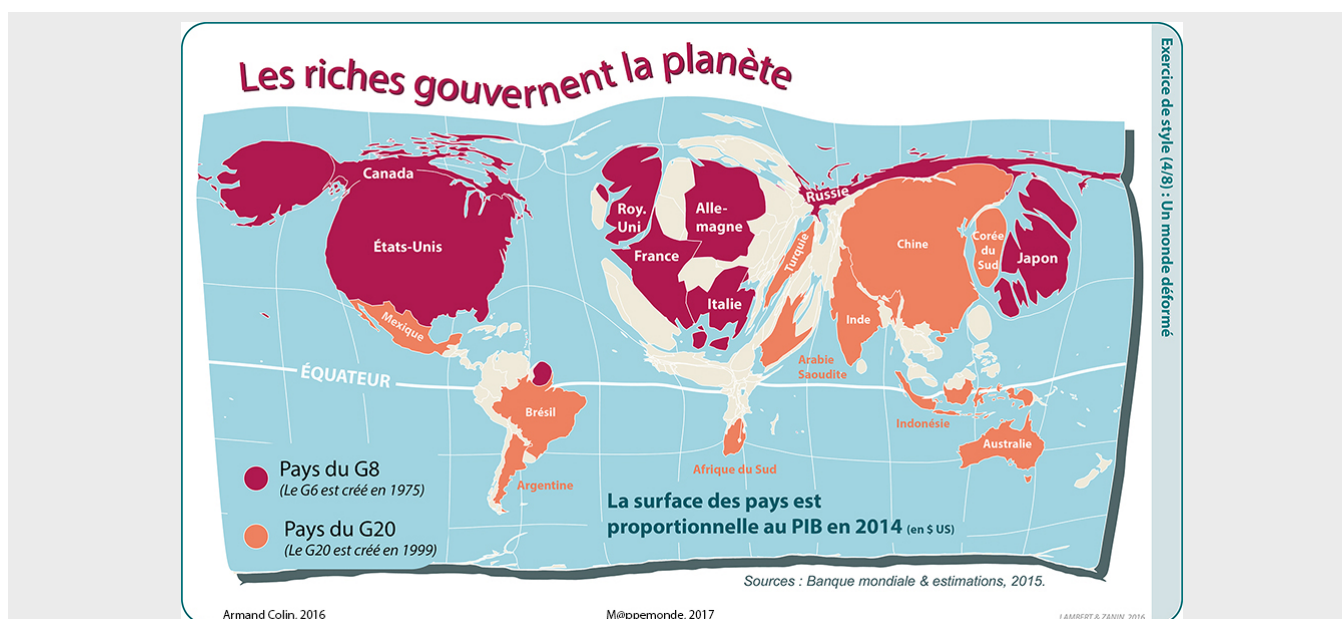 Les riches gouvernent la planète
Exercice de style (4/8) : Un monde déformé
Canada
États-Unis
Mexique
ÉQUATEUR
Brésil
Argentine
Roy.
Uni
France
Alle-
magne
Italie
Russie
Turquie
Arabie
Saoudite
Afrique du Sud
Chine
Inde
Corée
du
Sud
Japon
Indonésie
Australie
Pays du G8
(Le G6 est créé en 1975)
Pays du G20
(Le G20 est créé en 1999)
La surface des pays est
proportionnelle au PIB en 2014 (en $ US)
Sources : Banque mondiale & estimations, 2015.
Armand Colin, 2016
M@ppemonde, 2017
LAMBERT & ZANIN, 2016